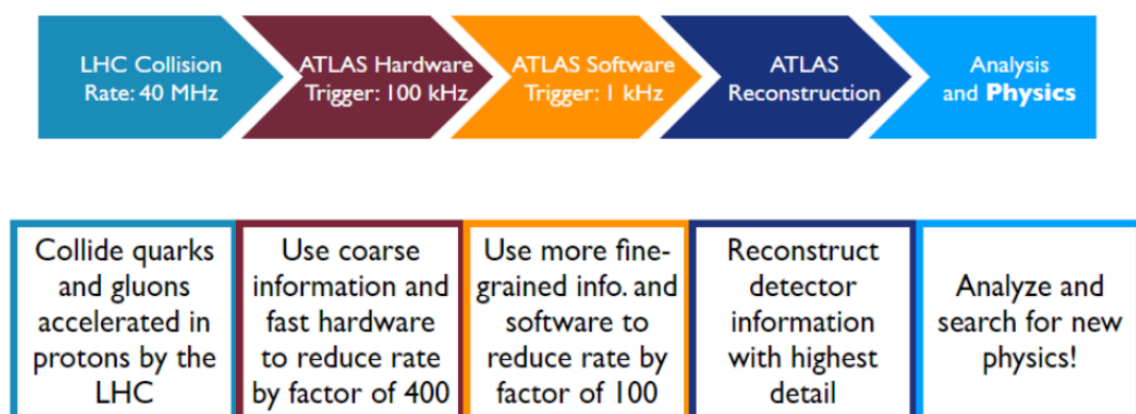 LHC Collision
Rate: 40 MHz
ATLAS Hardware
Trigger: 100 kHz
ATLAS Software
Trigger: 1 kHz
ATLAS
Reconstruction
Analysis
and Physics
Collide quarks
and gluons
accelerated in
protons by the
LHC
Use coarse
information and
fast hardware
to reduce rate
by factor of 400
Use more fine-
grained info. and
software to
reduce rate by
factor of 100
Reconstruct
detector
information
with highest
detail
Analyze and
search for new
physics!